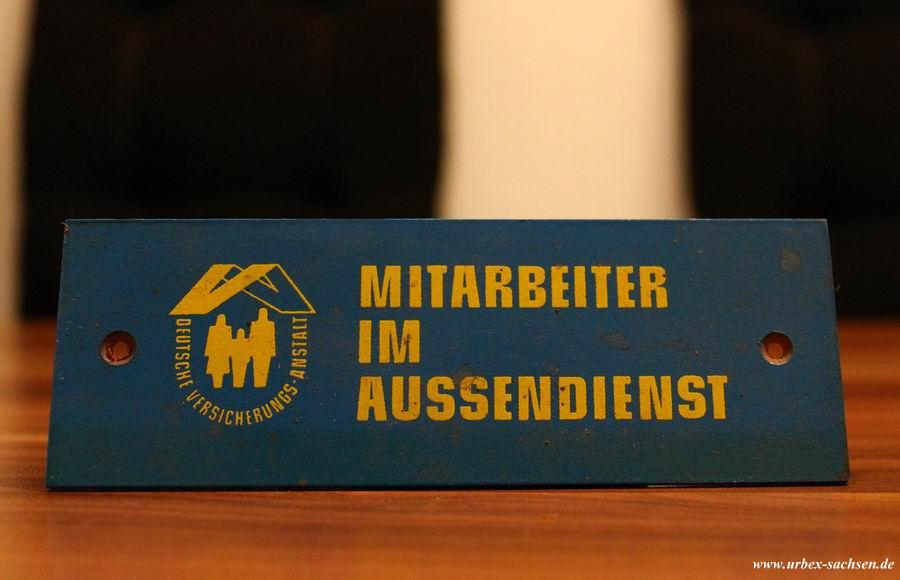 DEUTSCHE VERSICHERUNGS-ANSTALT
MITARBEITER
IM
AUSSENDIENST
www.urbex-sachsen.de